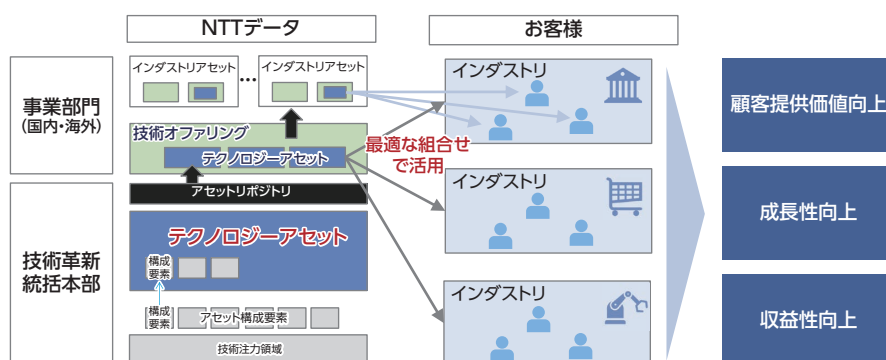 NTTデータ
お客様
事業部門
(国内・海外)
インダストリアセット
…
インダストリアセット
技術オファリング
テクノロジーアセット
最適な組合せ
で活用
アセットリポジトリ
技術革新
統括本部
テクノロジーアセット
構成
要素
構成
要素
アセット構成要素
技術注力領域
インダストリ
インダストリ
インダストリ
顧客提供価値向上
成長性向上
収益性向上